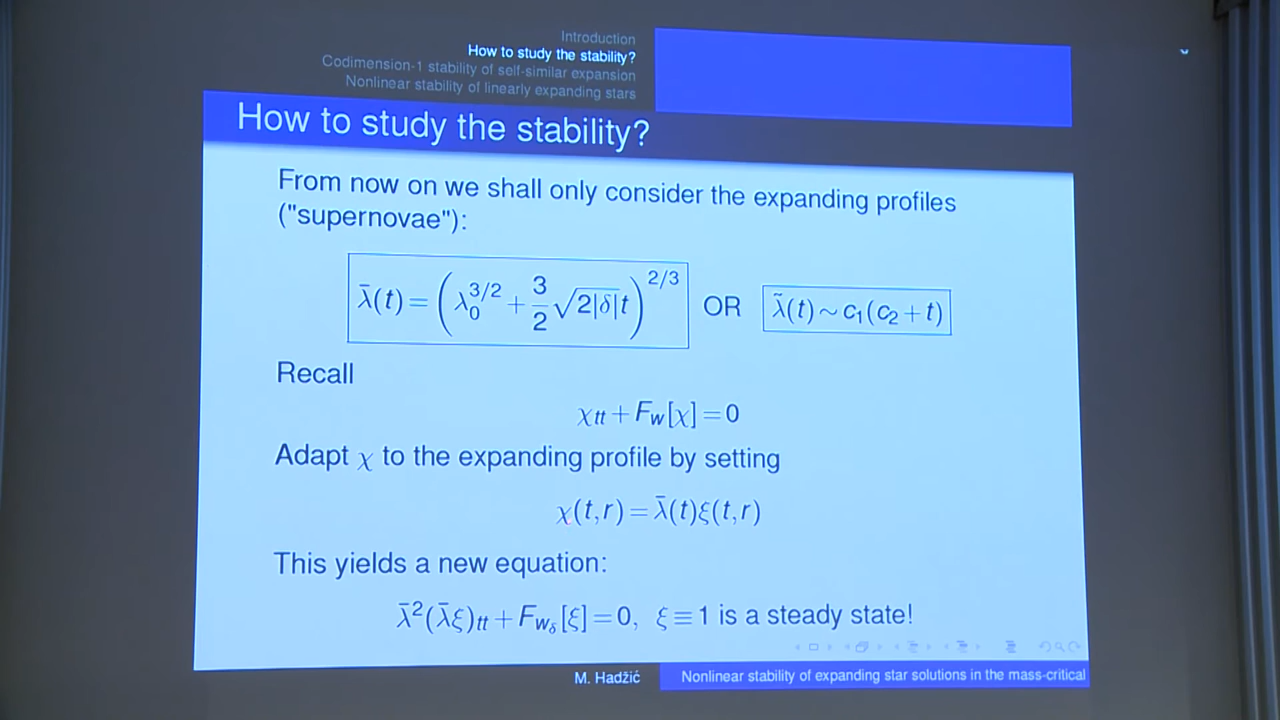 Introduction
How to study the stability?
Codimension-1 stability of self-similar expansion
Nonlinear stability of linearly expanding stars
How to study the stability?
From now on we shall only consider the expanding profiles
("supernovae"):
λ̄(t) = (λ₀^{3/2} + 3/2 √2|δ| t)^{2/3} OR λ̃(t) ∼ c₁(c₂ + t)
Recall
χ_{tt} + F_w[χ] = 0
Adapt χ to the expanding profile by setting
χ(t, r) = λ̄(t)ξ(t, r)
This yields a new equation:
λ̄²(λ̄ξ)_{tt} + F_{w_δ}[ξ] = 0, ξ ≡ 1 is a steady state!
M. Hadžić
Nonlinear stability of expanding star solutions in the mass-critical